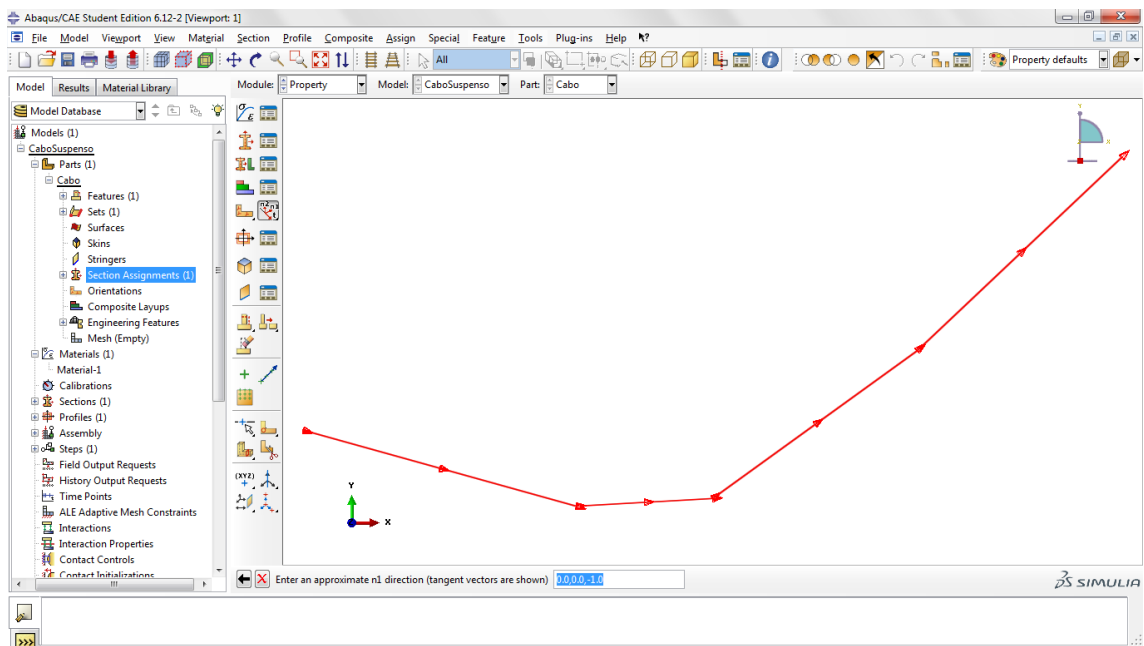 Abaqus/CAE Student Edition 6.12-2 [Viewport: 1]
File Model Viewport View Material Section Profile Composite Assign Special Feature Tools Plug-ins Help
All
Property defaults
Model Results Material Library
Module: Property Model: CaboSuspenso Part: Cabo
Model Database
Models (1)
CaboSuspenso
Parts (1)
Cabo
Features (1)
Sets (1)
Surfaces
Skins
Stringers
Section Assignments (1)
Orientations
Composite Layups
Engineering Features
Mesh (Empty)
Materials (1)
Material-1
Calibrations
Sections (1)
Profiles (1)
Assembly
Steps (1)
Field Output Requests
History Output Requests
Time Points
ALE Adaptive Mesh Constraints
Interactions
Interaction Properties
Contact Controls
Contact Initializations
(XYZ)
Y
X
Y
X
Enter an approximate n1 direction (tangent vectors are shown) 0.0,0.0,-1.0
SIMULIA
>>>